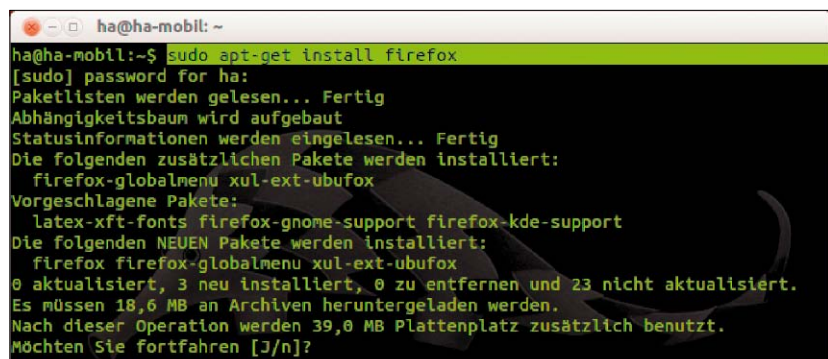 ha@ha-mobil: ~
ha@ha-mobil:~$ sudo apt-get install firefox
[sudo] password for ha:
Paketlisten werden gelesen... Fertig
Abhängigkeitsbaum wird aufgebaut
Statusinformationen werden eingelesen... Fertig
Die folgenden zusätzlichen Pakete werden installiert:
  firefox-globalmenu xul-ext-ubufox
Vorgeschlagene Pakete:
  latex-xft-fonts firefox-gnome-support firefox-kde-support
Die folgenden NEUEN Pakete werden installiert:
  firefox firefox-globalmenu xul-ext-ubufox
0 aktualisiert, 3 neu installiert, 0 zu entfernen und 23 nicht aktualisiert.
Es müssen 18,6 MB an Archiven heruntergeladen werden.
Nach dieser Operation werden 39,0 MB Plattenplatz zusätzlich benutzt.
Möchten Sie fortfahren [J/n]?